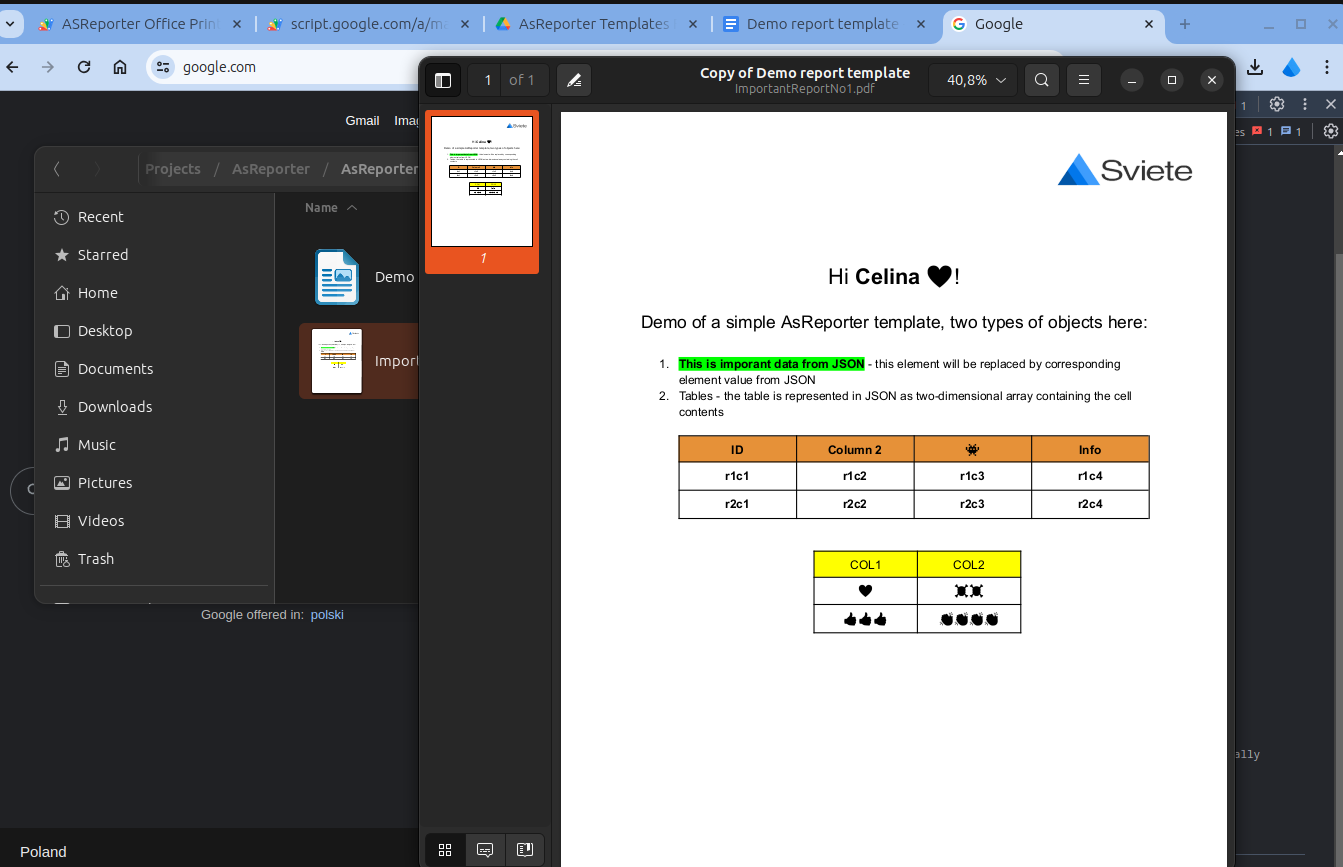 ASReporter Office Prin
script.google.com/a/ma
AsReporter Templates
Demo report template
Google
google.com
Gmail
Ima
Projects / AsReporter / AsReporter
Recent
Starred
Home
Desktop
Documents
Downloads
Music
Pictures
Videos
Trash
Name
Demo
Import
Google offered in: polski
Poland
1 of 1
Copy of Demo report template
ImportantReportNo1.pdf
40,8%
1
Sviete
Hi Celina 🖤!
Demo of a simple AsReporter template, two types of objects here:
1. This is imporant data from JSON - this element will be replaced by corresponding
element value from JSON
2. Tables - the table is represented in JSON as two-dimensional array containing the cell
contents
ID Column 2 👾 Info
r1c1 r1c2 r1c3 r1c4
r2c1 r2c2 r2c3 r2c4
COL1 COL2
🖤 ☠☠
👍👍👍 👏👏👏👏
1
es 1 1
ally